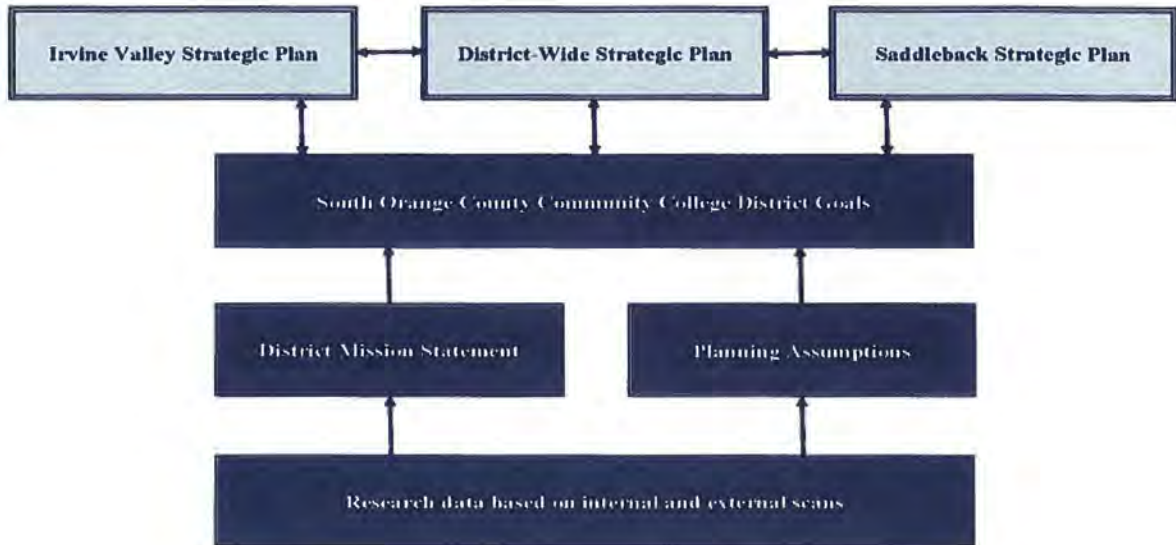 Irvine Valley Strategic Plan
District-Wide Strategic Plan
Saddleback Strategic Plan
South Orange County Community College District Goals
District Mission Statement
Planning Assumptions
Research data based on internal and external scans